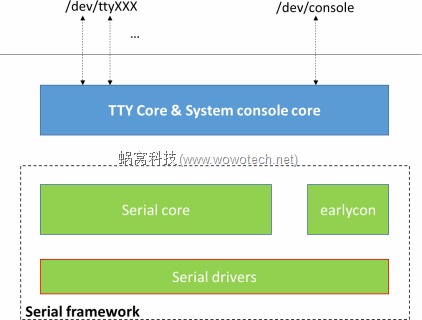 /dev/ttyXXX
/dev/console
...
TTY Core & System console core
蜗窝科技(www.wowotech.net)
Serial core
earlycon
Serial drivers
Serial framework